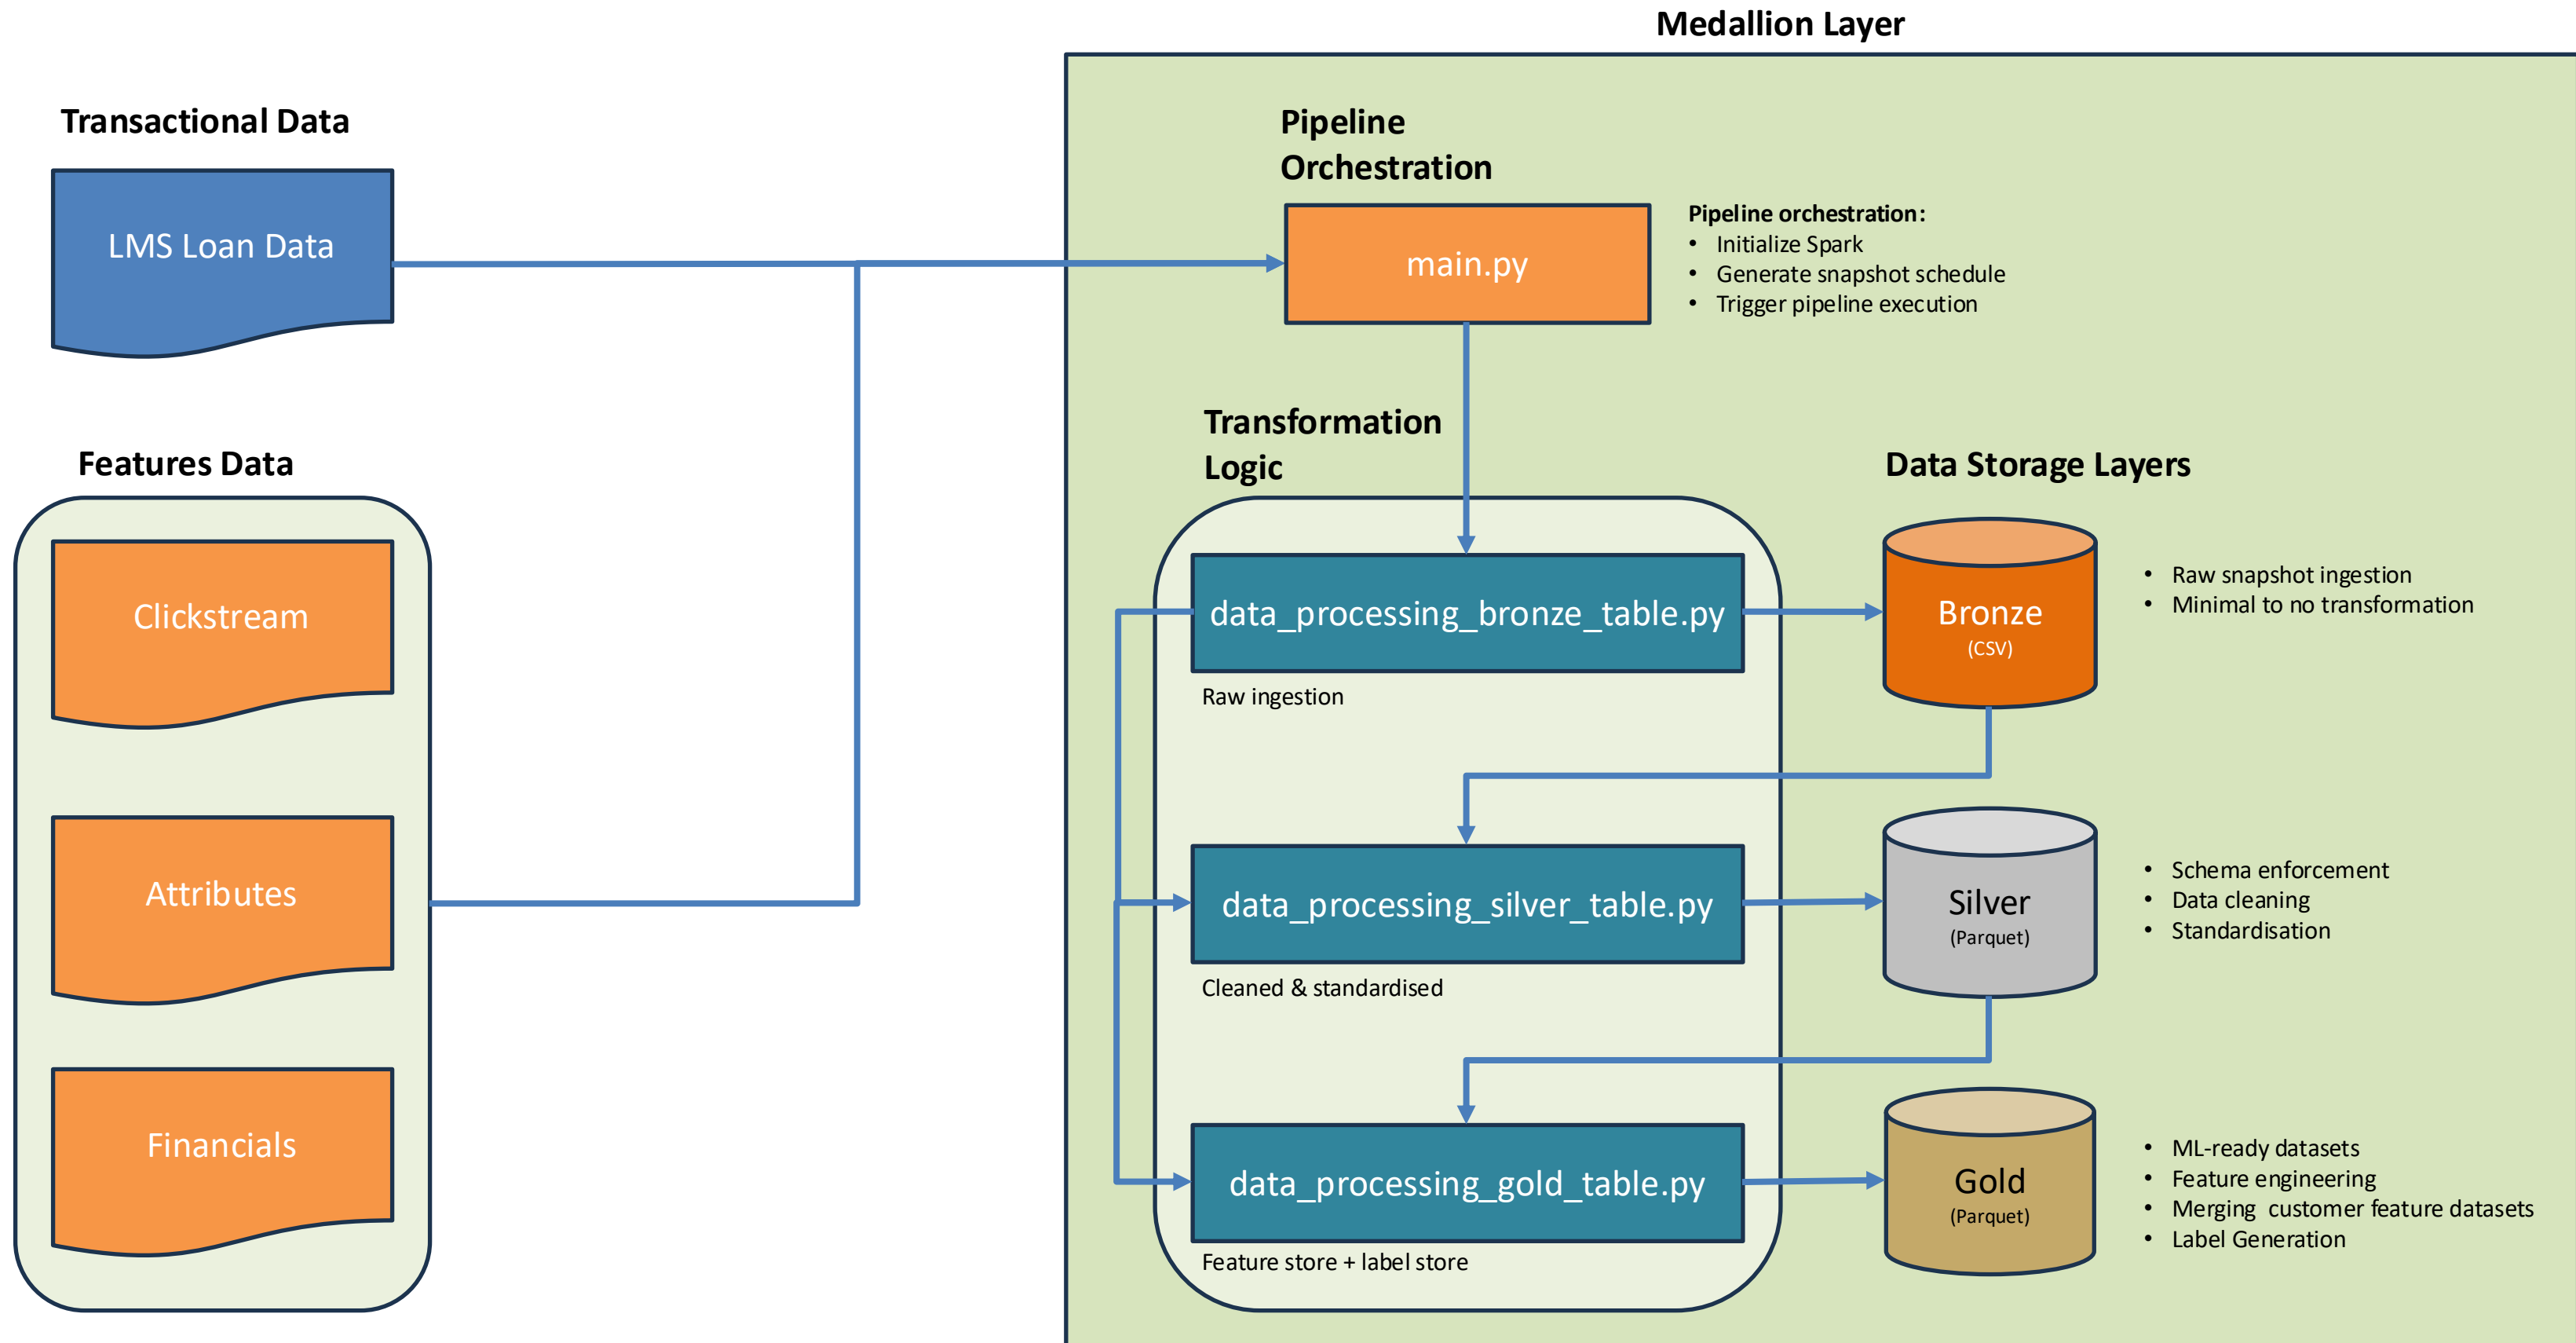 Medallion Layer
Transactional Data
LMS Loan Data
Features Data
Clickstream
Attributes
Financials
Pipeline
Orchestration
main.py
Pipeline orchestration:
• Initialize Spark
• Generate snapshot schedule
• Trigger pipeline execution
Transformation
Logic
data_processing_bronze_table.py
Raw ingestion
data_processing_silver_table.py
Cleaned & standardised
data_processing_gold_table.py
Feature store + label store
Data Storage Layers
Bronze
(CSV)
• Raw snapshot ingestion
• Minimal to no transformation
Silver
(Parquet)
• Schema enforcement
• Data cleaning
• Standardisation
Gold
(Parquet)
• ML-ready datasets
• Feature engineering
• Merging customer feature datasets
• Label Generation